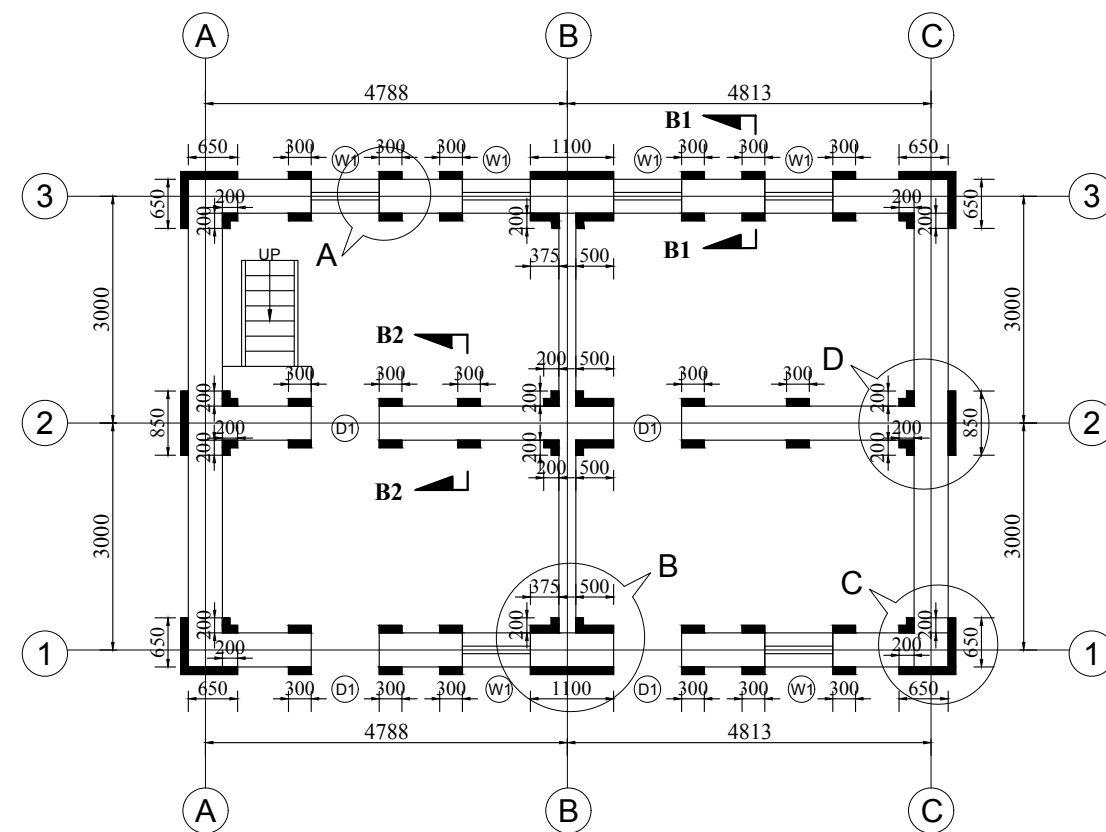 A B C
4788 4813
B1
650 300 W1 300 300 W1 1100 W1 300 300 W1 300 650
3 650 200 200 200 200 200 650 3
A B1
UP 375 500
3000 3000
B2 D
300 300 300 200 500 300 300
2 850 200 200 200 200 200 200 850 2
200 D1 200 D1 200
B2 200 500
3000 3000
375 500 B C
1 650 200 200 200 200 200 650 1
650 300 D1 300 300 W1 1100 D1 300 300 W1 300 650
4788 4813
A B C